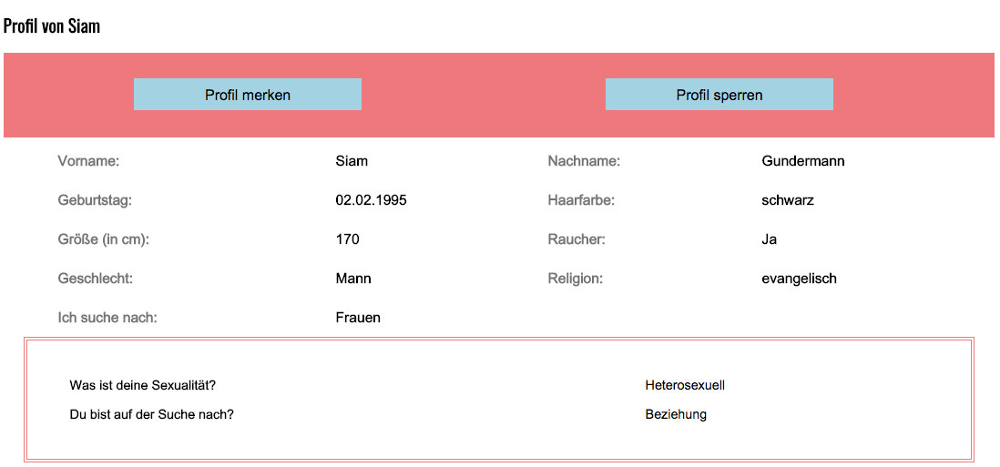 Profil von Siam
Profil merken Profil sperren
Vorname: Siam Nachname: Gundermann
Geburtstag: 02.02.1995 Haarfarbe: schwarz
Größe (in cm): 170 Raucher: Ja
Geschlecht: Mann Religion: evangelisch
Ich suche nach: Frauen
Was ist deine Sexualität? Heterosexuell
Du bist auf der Suche nach? Beziehung